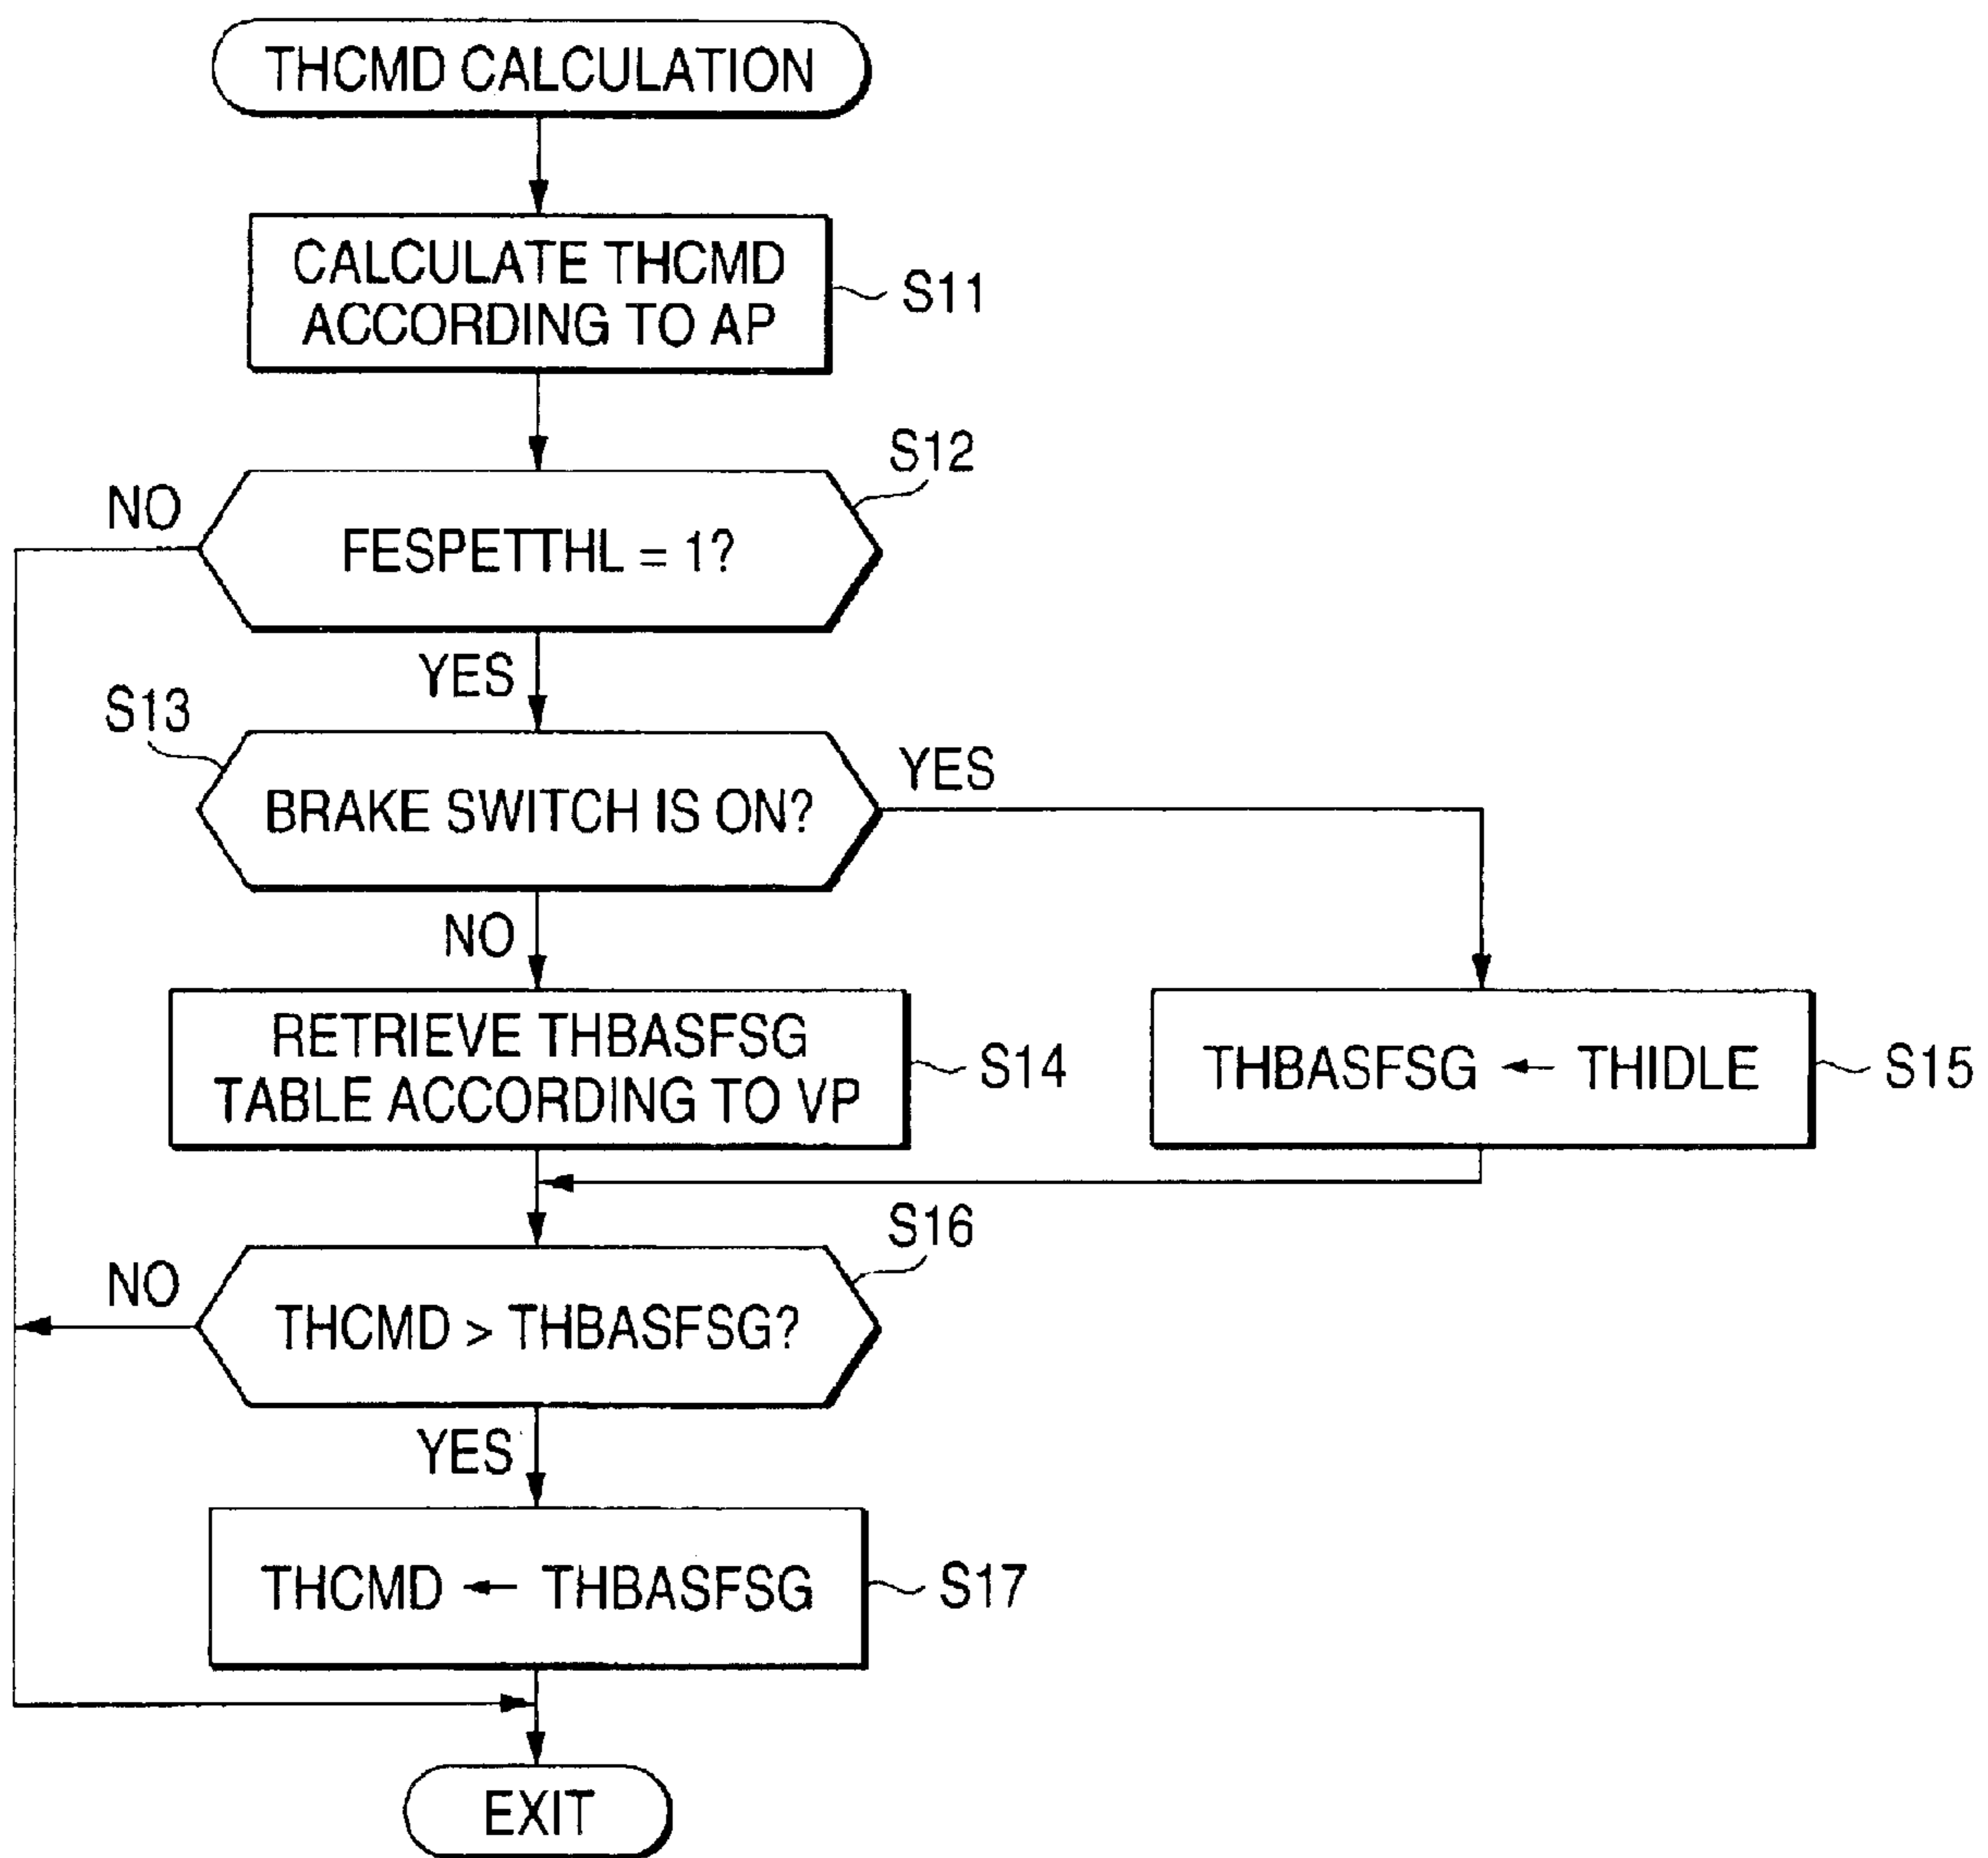 THCMD CALCULATION
CALCULATE THCMD
ACCORDING TO AP
S11
S12
NO
FESPETTHL = 1?
YES
S13
BRAKE SWITCH IS ON?
YES
NO
RETRIEVE THBASFSG
TABLE ACCORDING TO VP
S14
THBASFSG ← THIDLE
S15
S16
NO
THCMD > THBASFSG?
YES
THCMD ← THBASFSG
S17
EXIT